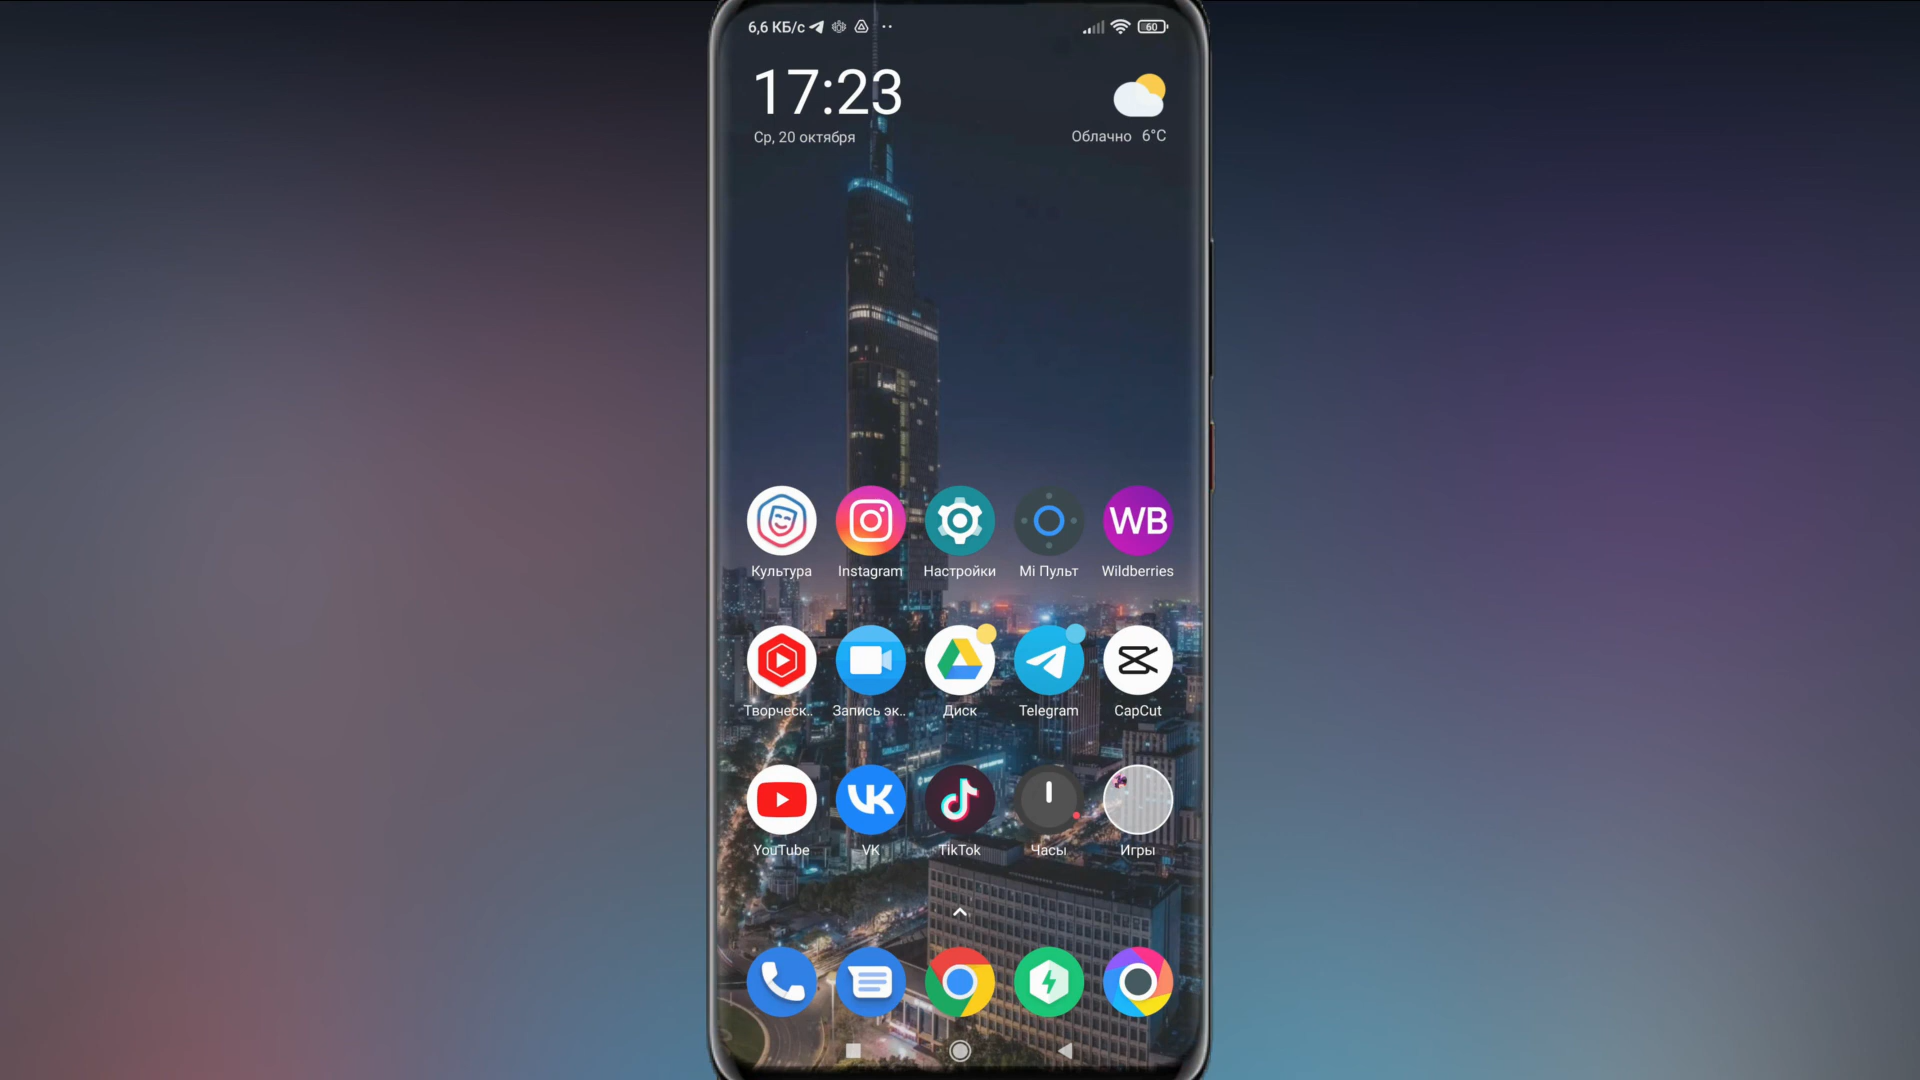 6,6 КБ/с
60
17:23
Ср, 20 октября
Облачно 6°C
WB
Культура
Instagram
Настройки
Mi Пульт
Wildberries
Творческ..
Запись эк..
Диск
Telegram
CapCut
YouTube
VK
TikTok
Часы
Игры